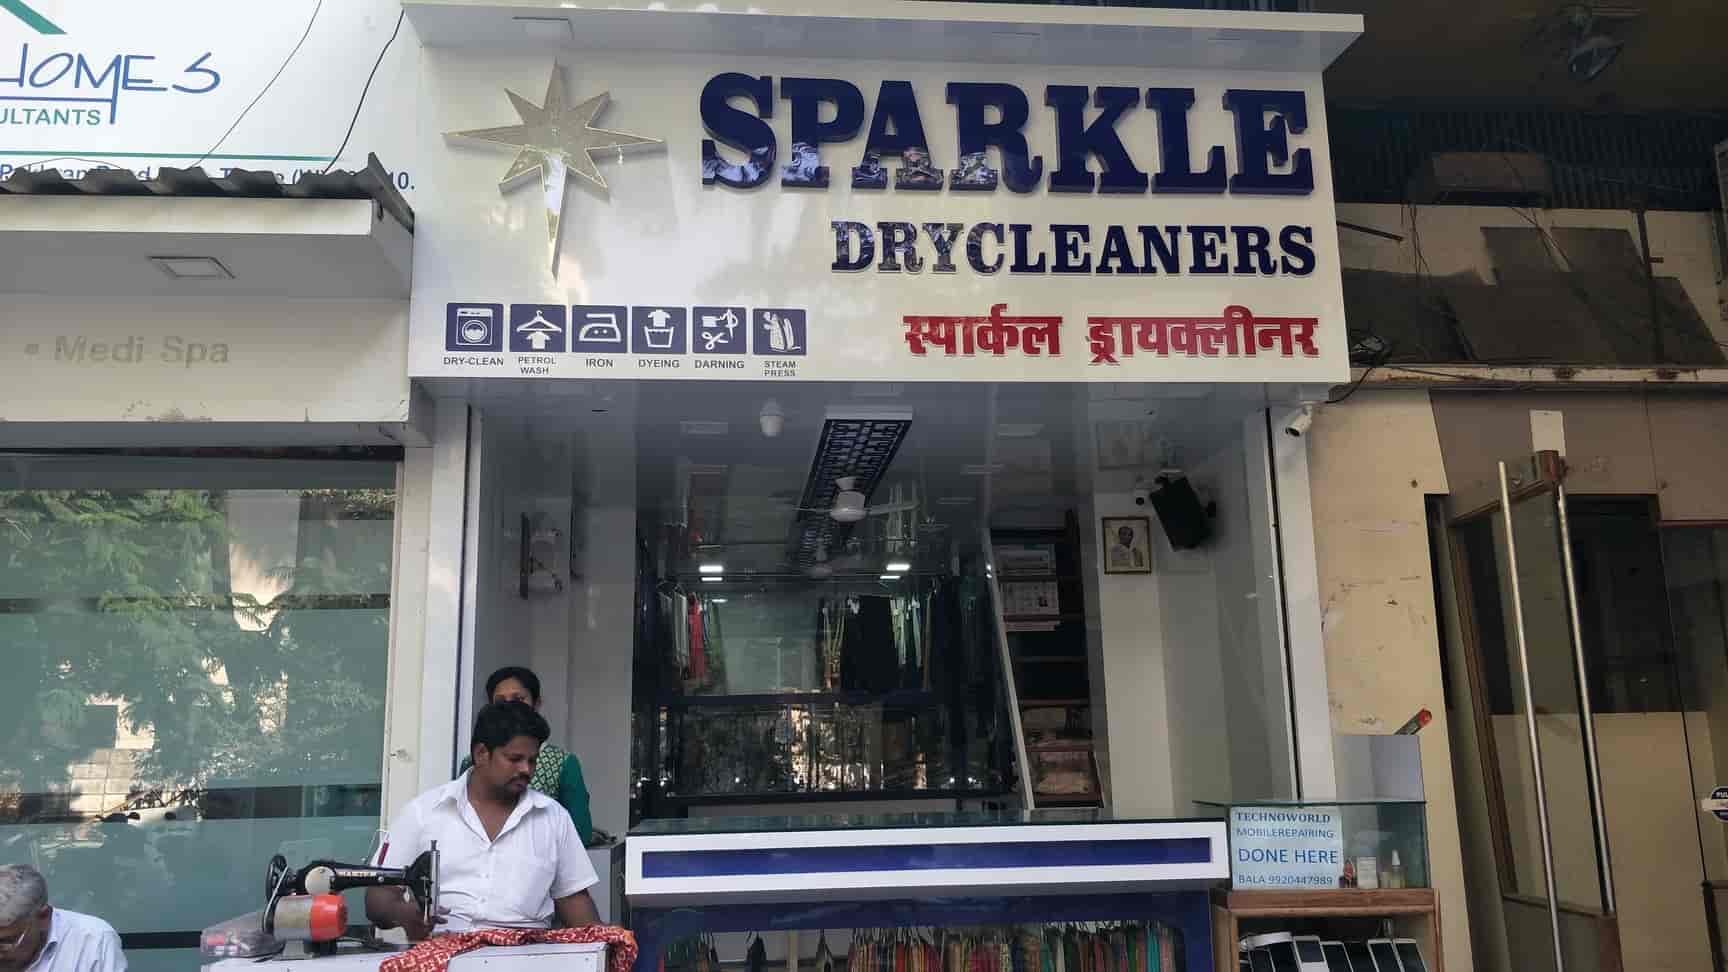 HOMES
SPARKLE
DRYCLEANERS
स्पार्कल ड्रायक्लीनर
DRY-CLEAN
PETROL
WASH
IRON
DYEING
DARNING
STEAM
PRESS
• Medi Spa
TECHNOWORLD
MOBILEREPAIRING
DONE HERE
BALA 9920447989